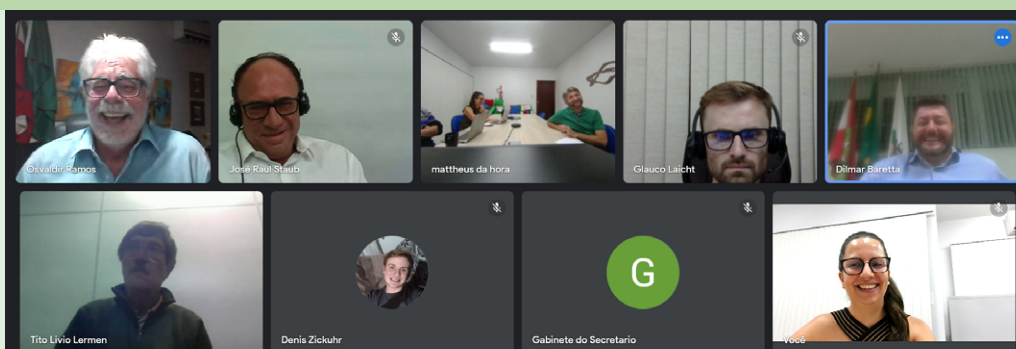 Osvaldir Ramos
José Raul Staub
mattheus da hora
Glauco Laicht
Dilmar Baretta
Tito Livio Lermen
Denis Zickuhr
G
Gabinete do Secretario
Você